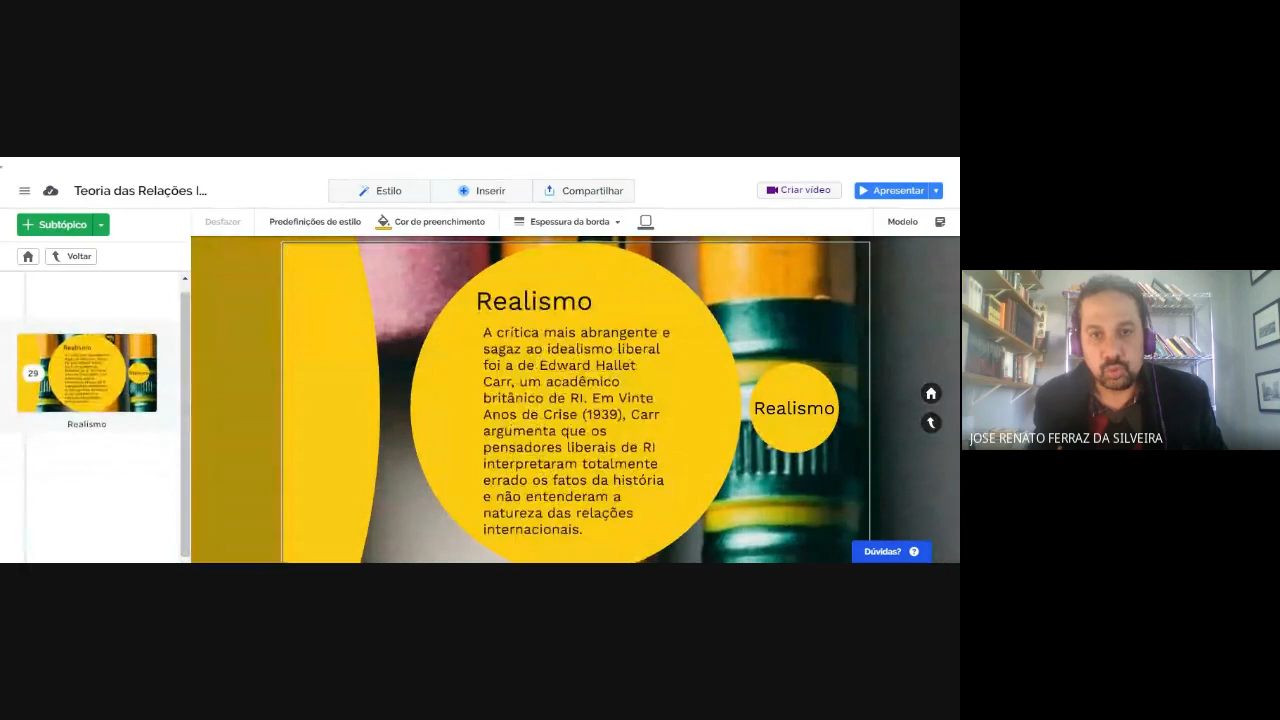 Teoria das Relações I...
Estilo
Inserir
Compartilhar
Criar vídeo
Apresentar
Subtópico
Desfazer
Predefinições de estilo
Cor de preenchimento
Espessura da borda
Modelo
Voltar
29
Realismo
Realismo
A crítica mais abrangente e
sagaz ao idealismo liberal
foi a de Edward Hallet
Carr, um acadêmico
britânico de RI. Em Vinte
Anos de Crise (1939), Carr
argumenta que os
pensadores liberais de RI
interpretaram totalmente
errado os fatos da história
e não entenderam a
natureza das relações
internacionais.
Realismo
Dúvidas?
JOSE RENATO FERRAZ DA SILVEIRA